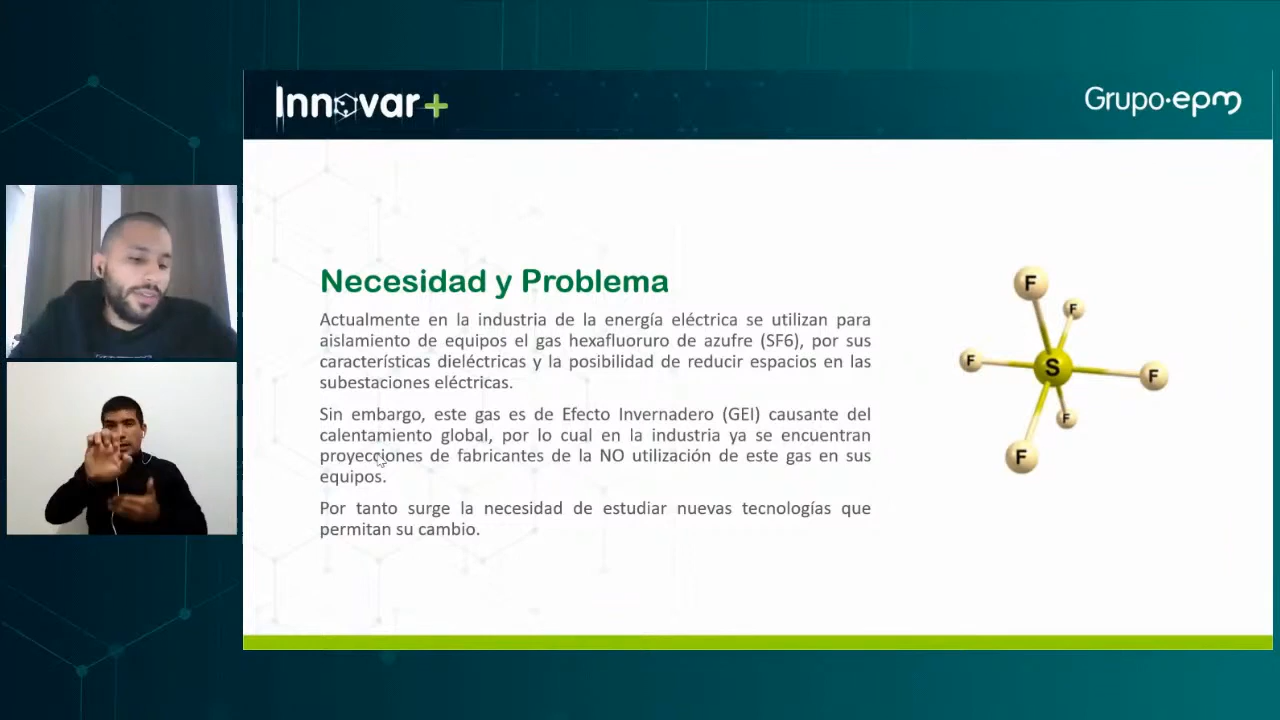 Innovar+
Grupo·epm
Necesidad y Problema
Actualmente en la industria de la energía eléctrica se utilizan para
aislamiento de equipos el gas hexafluoruro de azufre (SF6), por sus
características dieléctricas y la posibilidad de reducir espacios en las
subestaciones eléctricas.
Sin embargo, este gas es de Efecto Invernadero (GEI) causante del
calentamiento global, por lo cual en la industria ya se encuentran
proyecciones de fabricantes de la NO utilización de este gas en sus
equipos.
Por tanto surge la necesidad de estudiar nuevas tecnologías que
permitan su cambio.
F
F
F
S
F
F
F